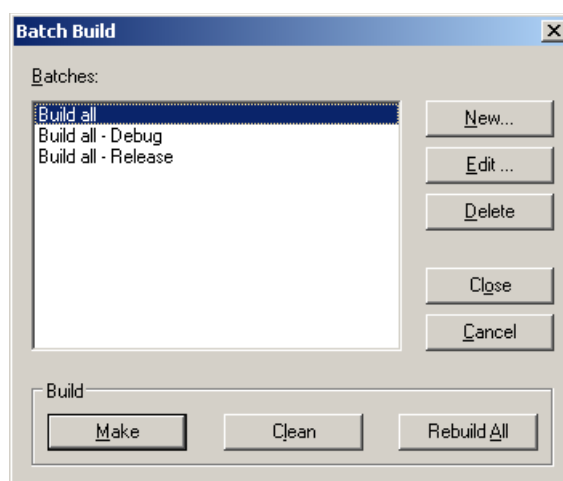 Batch Build
Batches:
Build all
Build all - Debug
Build all - Release
New...
Edit ...
Delete
Close
Cancel
Build
Make
Clean
Rebuild All